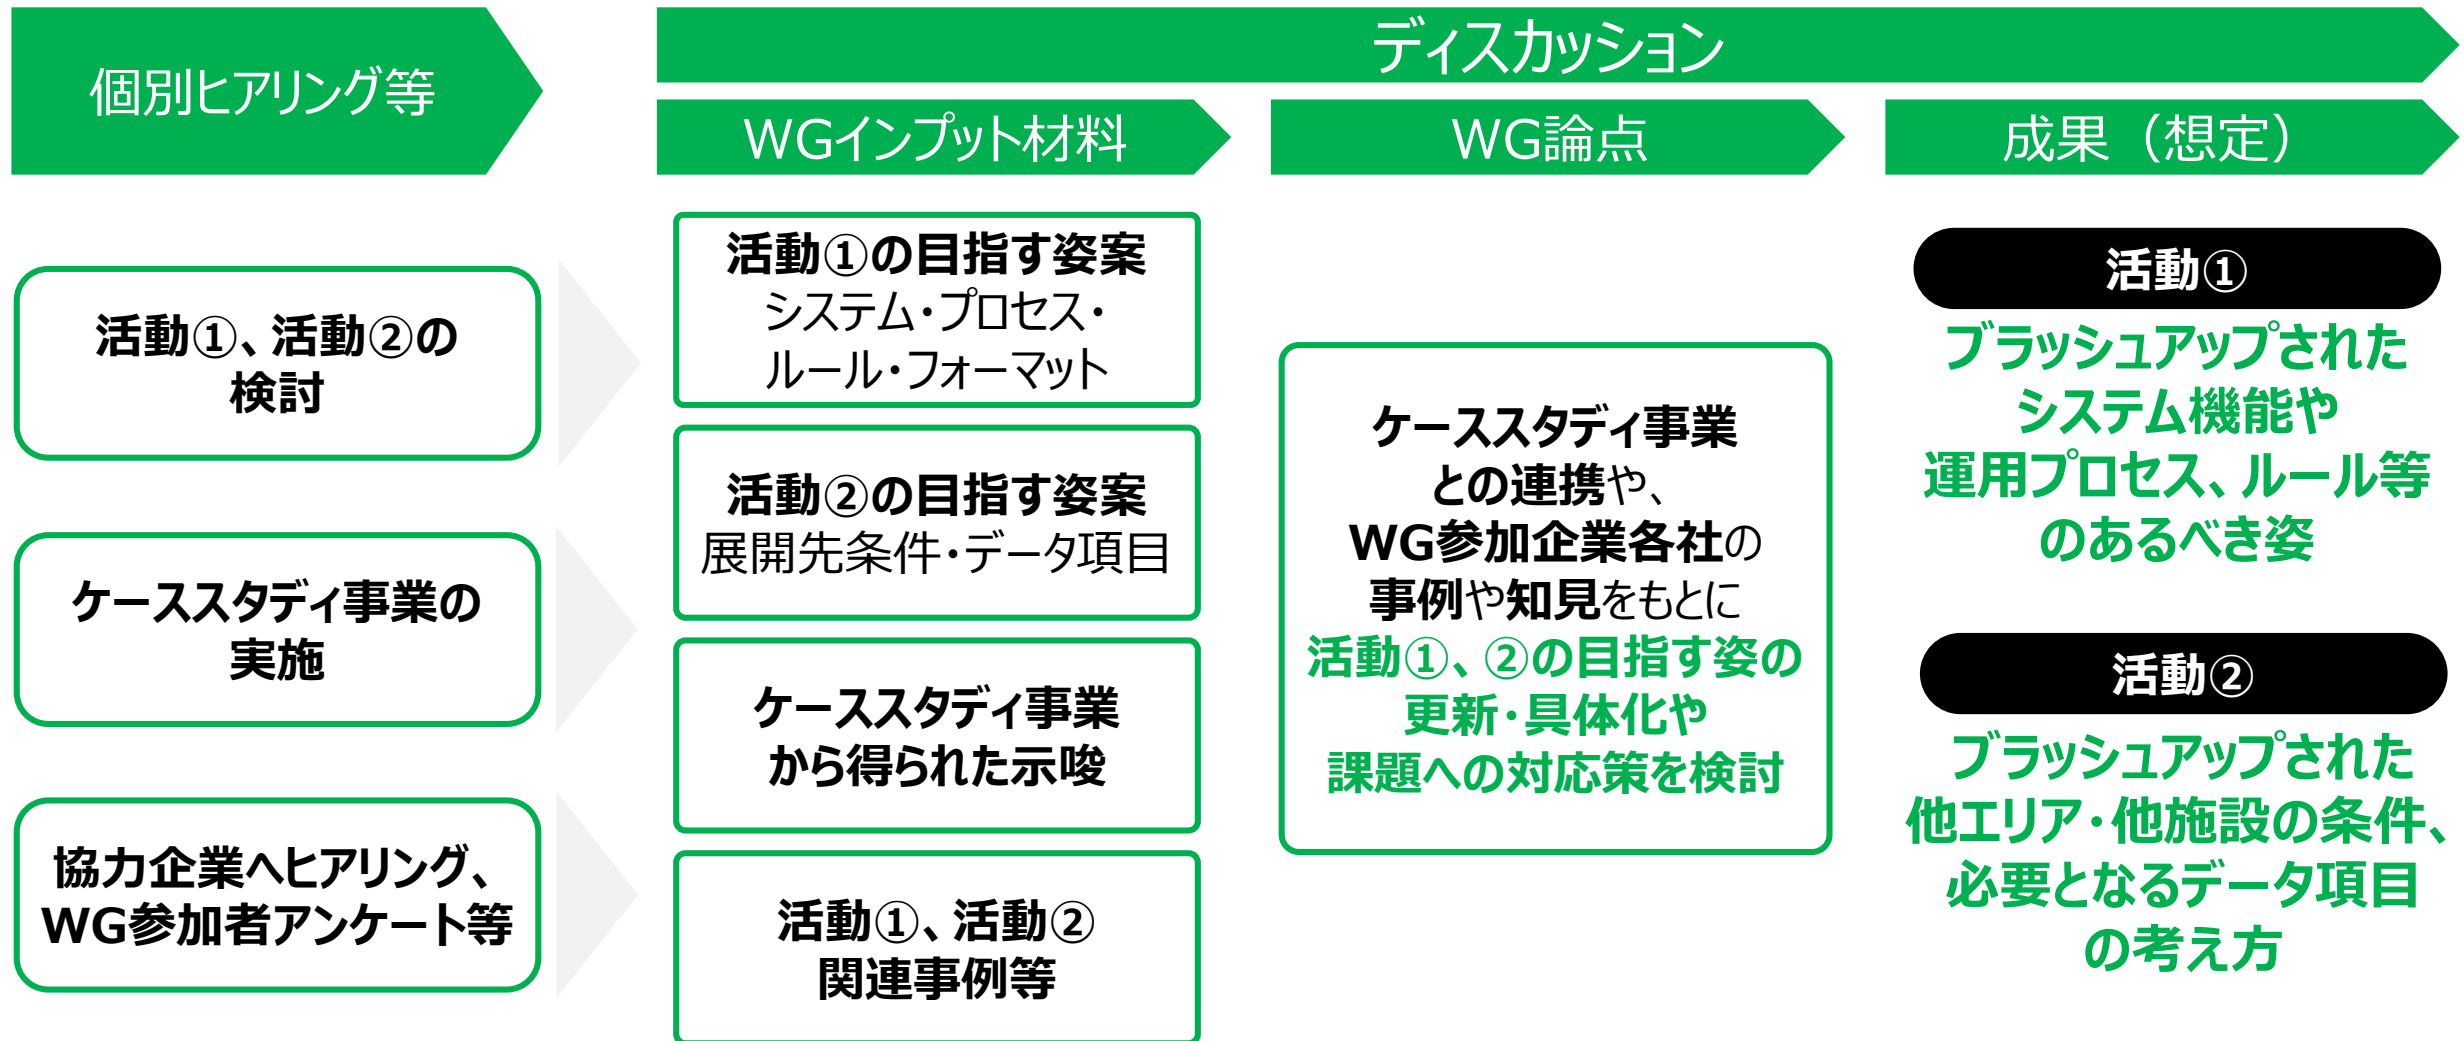 個別ヒアリング等
ディスカッション
WGインプット材料
WG論点
成果（想定）
活動①、活動②の
検討
ケーススタディ事業の
実施
協力企業へヒアリング、
WG参加者アンケート等
活動①の目指す姿案
システム・プロセス・
ルール・フォーマット
活動②の目指す姿案
展開先条件・データ項目
ケーススタディ事業
から得られた示唆
活動①、活動②
関連事例等
ケーススタディ事業
との連携や、
WG参加企業各社の
事例や知見をもとに
活動①、②の目指す姿の
更新・具体化や
課題への対応策を検討
活動①
ブラッシュアップされた
システム機能や
運用プロセス、ルール等
のあるべき姿
活動②
ブラッシュアップされた
他エリア・他施設の条件、
必要となるデータ項目
の考え方